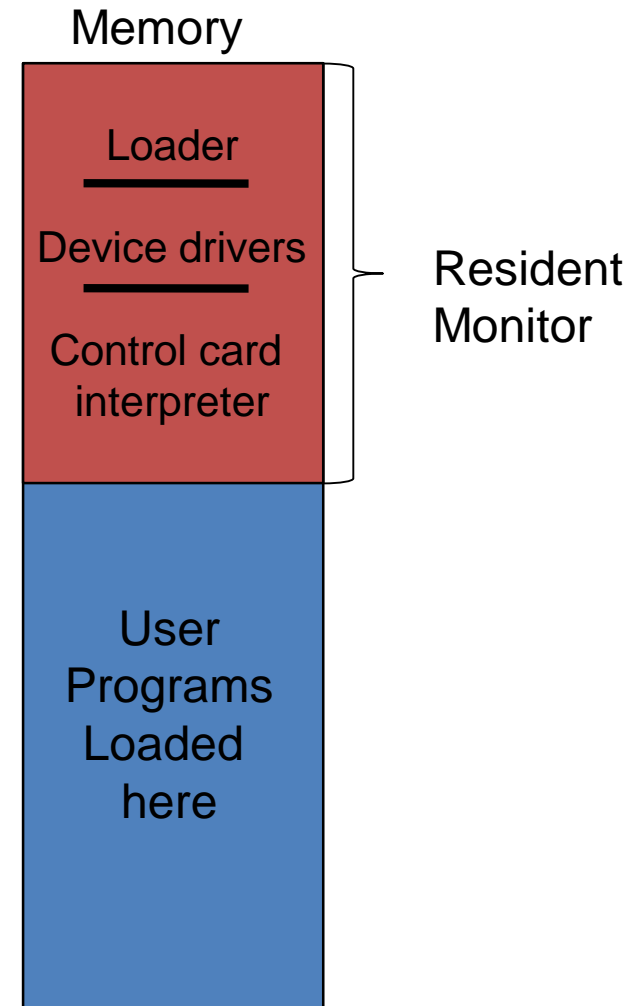 Memory
Loader
Device drivers
Control card
interpreter
Resident
Monitor
User
Programs
Loaded
here